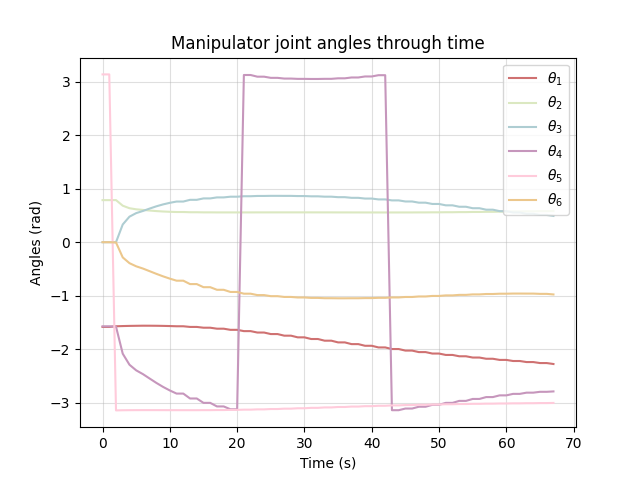 Manipulator joint angles through time
Angles (rad)
3
2
1
0
−1
−2
−3
0 10 20 30 40 50 60 70
Time (s)
θ₁
θ₂
θ₃
θ₄
θ₅
θ₆